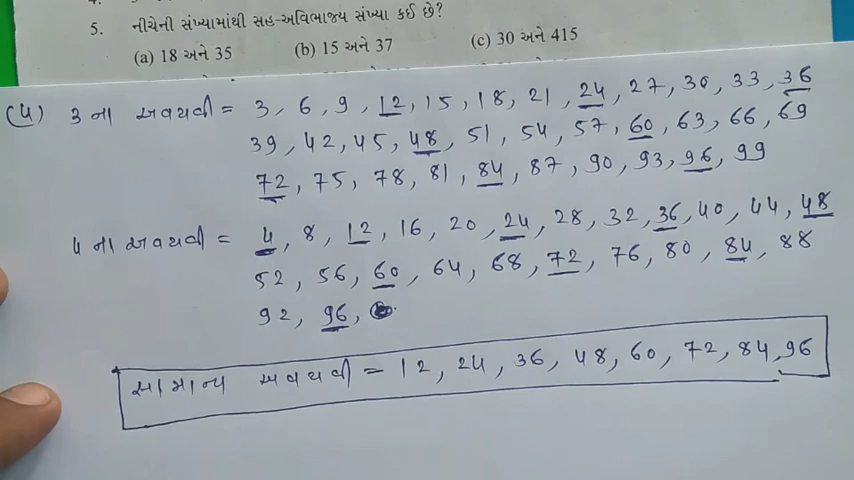 5. નીચેની સંખ્યામાંથી સહ-અવિભાજ્ય સંખ્યા કઈ છે?
(a) 18 અને 35 (b) 15 અને 37 (c) 30 અને 415
(4) 3 ના અવયવી = 3, 6, 9, 12, 15, 18, 21, 24, 27, 30, 33, 36
39, 42, 45, 48, 51, 54, 57, 60, 63, 66, 69
72, 75, 78, 81, 84, 87, 90, 93, 96, 99
4 ના અવયવી = 4, 8, 12, 16, 20, 24, 28, 32, 36, 40, 44, 48
52, 56, 60, 64, 68, 72, 76, 80, 84, 88
92, 96,
સામાન્ય અવયવી = 12, 24, 36, 48, 60, 72, 84, 96